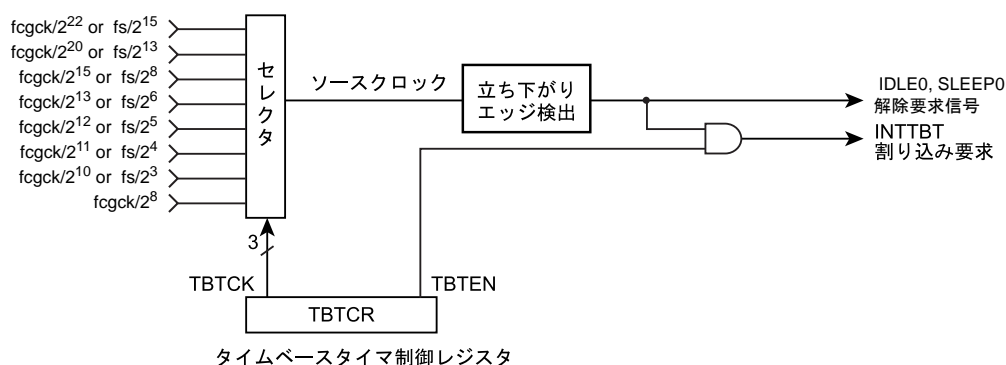 fcgck/2^22 or fs/2^15
fcgck/2^20 or fs/2^13
fcgck/2^15 or fs/2^8
fcgck/2^13 or fs/2^6
fcgck/2^12 or fs/2^5
fcgck/2^11 or fs/2^4
fcgck/2^10 or fs/2^3
fcgck/2^8
セレクタ
ソースクロック
立ち下がり
エッジ検出
IDLE0, SLEEP0
解除要求信号
INTTBT
割り込み要求
3
TBTCK
TBTEN
TBTCR
タイムベースタイマ制御レジスタ